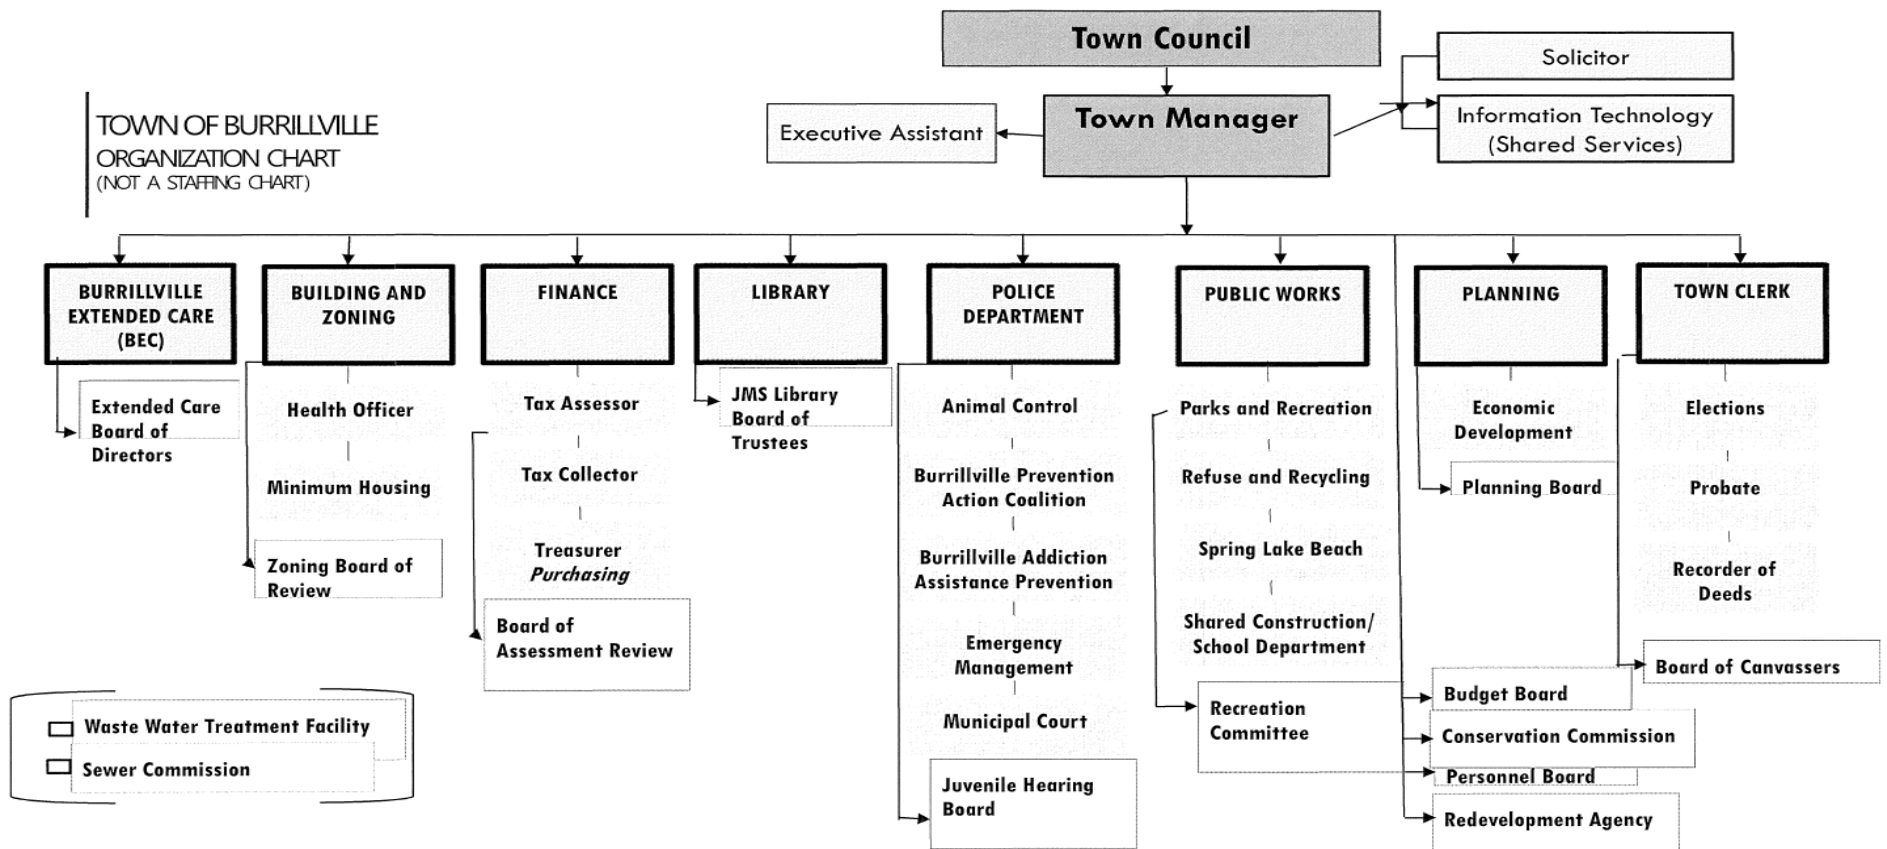 Town Council
Solicitor
TOWN OF BURRILLVILLE
ORGANIZATION CHART
(NOT A STAFFING CHART)
Executive Assistant
Town Manager
Information Technology
(Shared Services)
BURRILLVILLE
EXTENDED CARE
(BEC)
Extended Care
Board of
Directors
BUILDING AND
ZONING
Health Officer
Minimum Housing
Zoning Board of
Review
FINANCE
Tax Assessor
Tax Collector
Treasurer
Purchasing
Board of
Assessment Review
LIBRARY
JMS Library
Board of
Trustees
POLICE
DEPARTMENT
Animal Control
Burrillville Prevention
Action Coalition
Burrillville Addiction
Assistance Prevention
Emergency
Management
Municipal Court
Juvenile Hearing
Board
PUBLIC WORKS
Parks and Recreation
Refuse and Recycling
Spring Lake Beach
Shared Construction/
School Department
Recreation
Committee
PLANNING
Economic
Development
Planning Board
TOWN CLERK
Elections
Probate
Recorder of
Deeds
Board of Canvassers
Budget Board
Conservation Commission
Personnel Board
Redevelopment Agency
Waste Water Treatment Facility
Sewer Commission